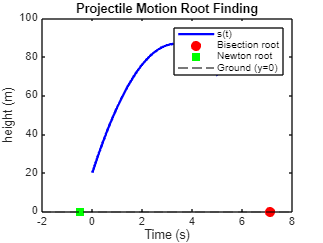 Projectile Motion Root Finding
100
80
60
40
20
0
height (m)
s(t)
Bisection root
Newton root
Ground (y=0)
-2
0
2
4
6
8
Time (s)